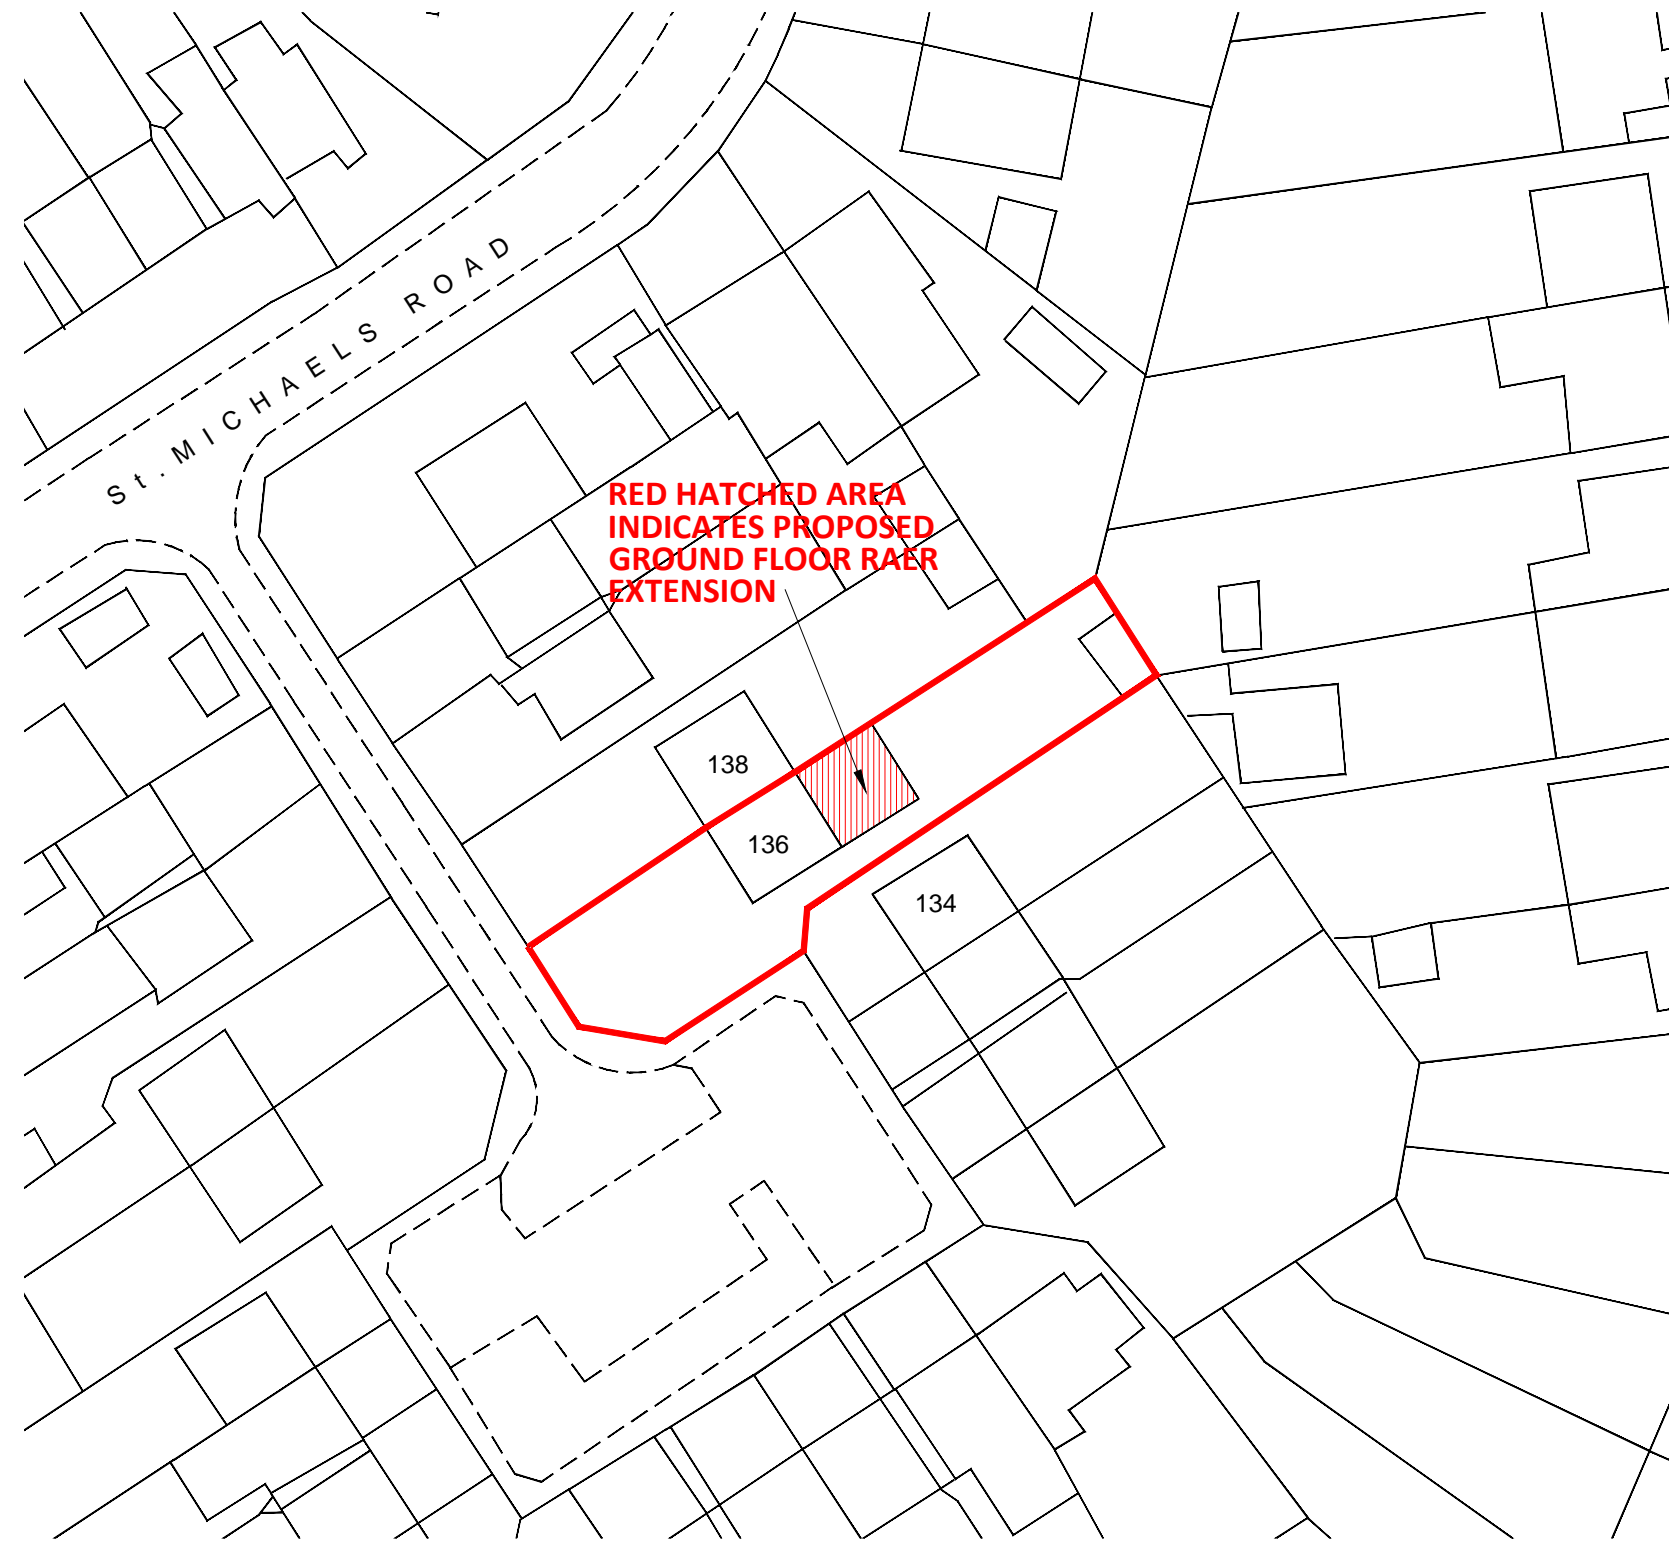 St. MICHAELS ROAD
RED HATCHED AREA
INDICATES PROPOSED
GROUND FLOOR RAER
EXTENSION
138
136
134